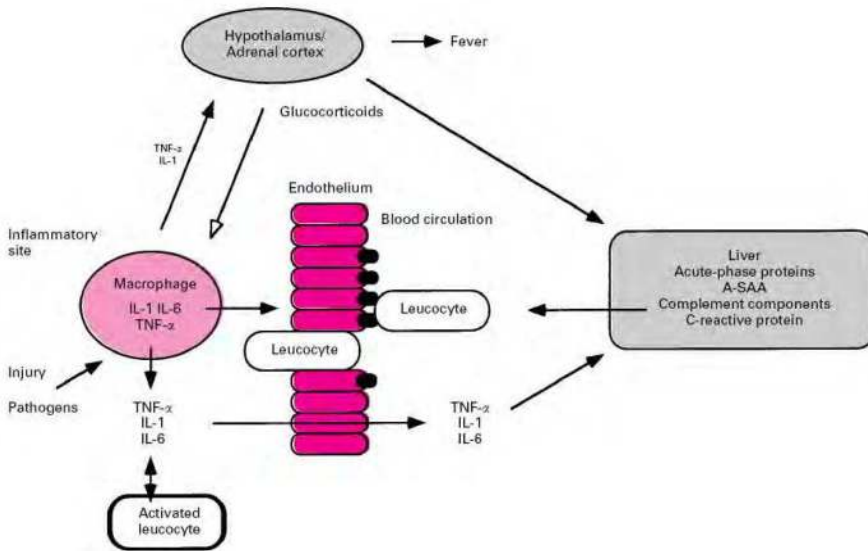 Hypothalamus/
Adrenal cortex
Fever
Glucocorticoids
TNF-α
IL-1
Endothelium
Blood circulation
Inflammatory
site
Macrophage
IL-1 IL-6
TNF-α
Leucocyte
Leucocyte
Liver
Acute-phase proteins
A-SAA
Complement components
C-reactive protein
Injury
Pathogens
TNF-α
IL-1
IL-6
TNF-α
IL-1
IL-6
Activated
leucocyte